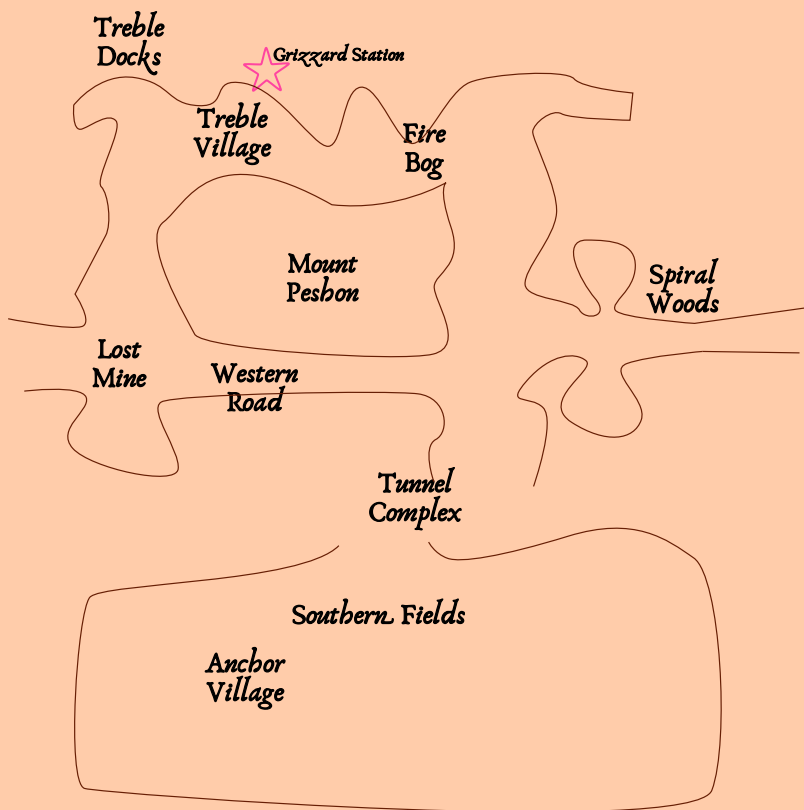 Treble
Docks
Grizzard Station
Treble
Village
Fire
Bog
Mount
Peshon
Spiral
Woods
Lost
Mine
Western
Road
Tunnel
Complex
Southern Fields
Anchor
Village